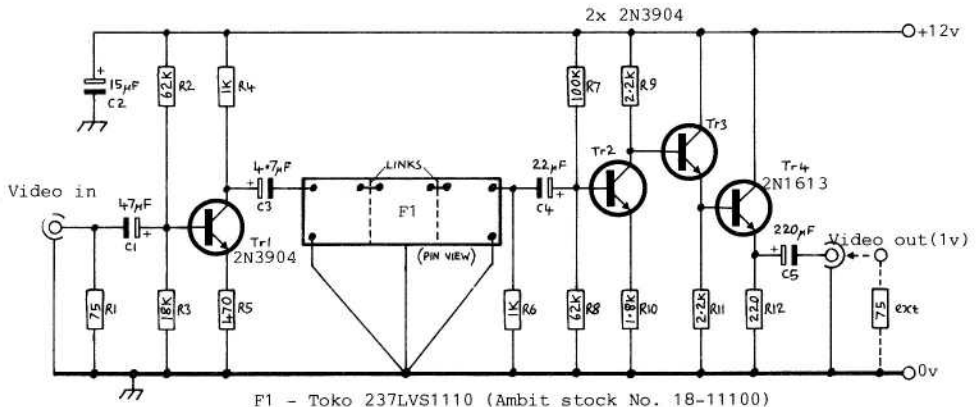 2x 2N3904
+12v
15µF
C2
62K
R2
1K
R4
100K
R7
2.2K
R9
Tr3
Tr2
Tr4
2N1613
4.7µF
C3
LINKS
F1
(PIN VIEW)
22µF
C4
Video in
47µF
C1
Tr1
2N3904
220µF
C5
Video out(1v)
75
R1
18K
R3
470
R5
1K
R6
62K
R8
1.8K
R10
2.2K
R11
220
R12
75
ext
0v
F1 - Toko 237LVS1110 (Ambit stock No. 18-11100)